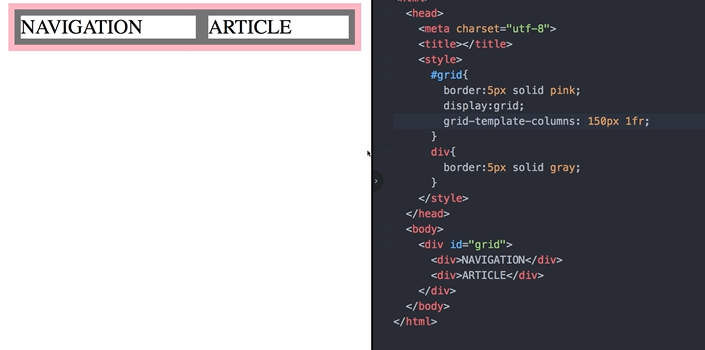 NAVIGATION ARTICLE
<head>
<meta charset="utf-8">
<title></title>
<style>
#grid{
border:5px solid pink;
display:grid;
grid-template-columns: 150px 1fr;
}
div{
border:5px solid gray;
}
</style>
</head>
<body>
<div id="grid">
<div>NAVIGATION</div>
<div>ARTICLE</div>
</div>
</body>
</html>